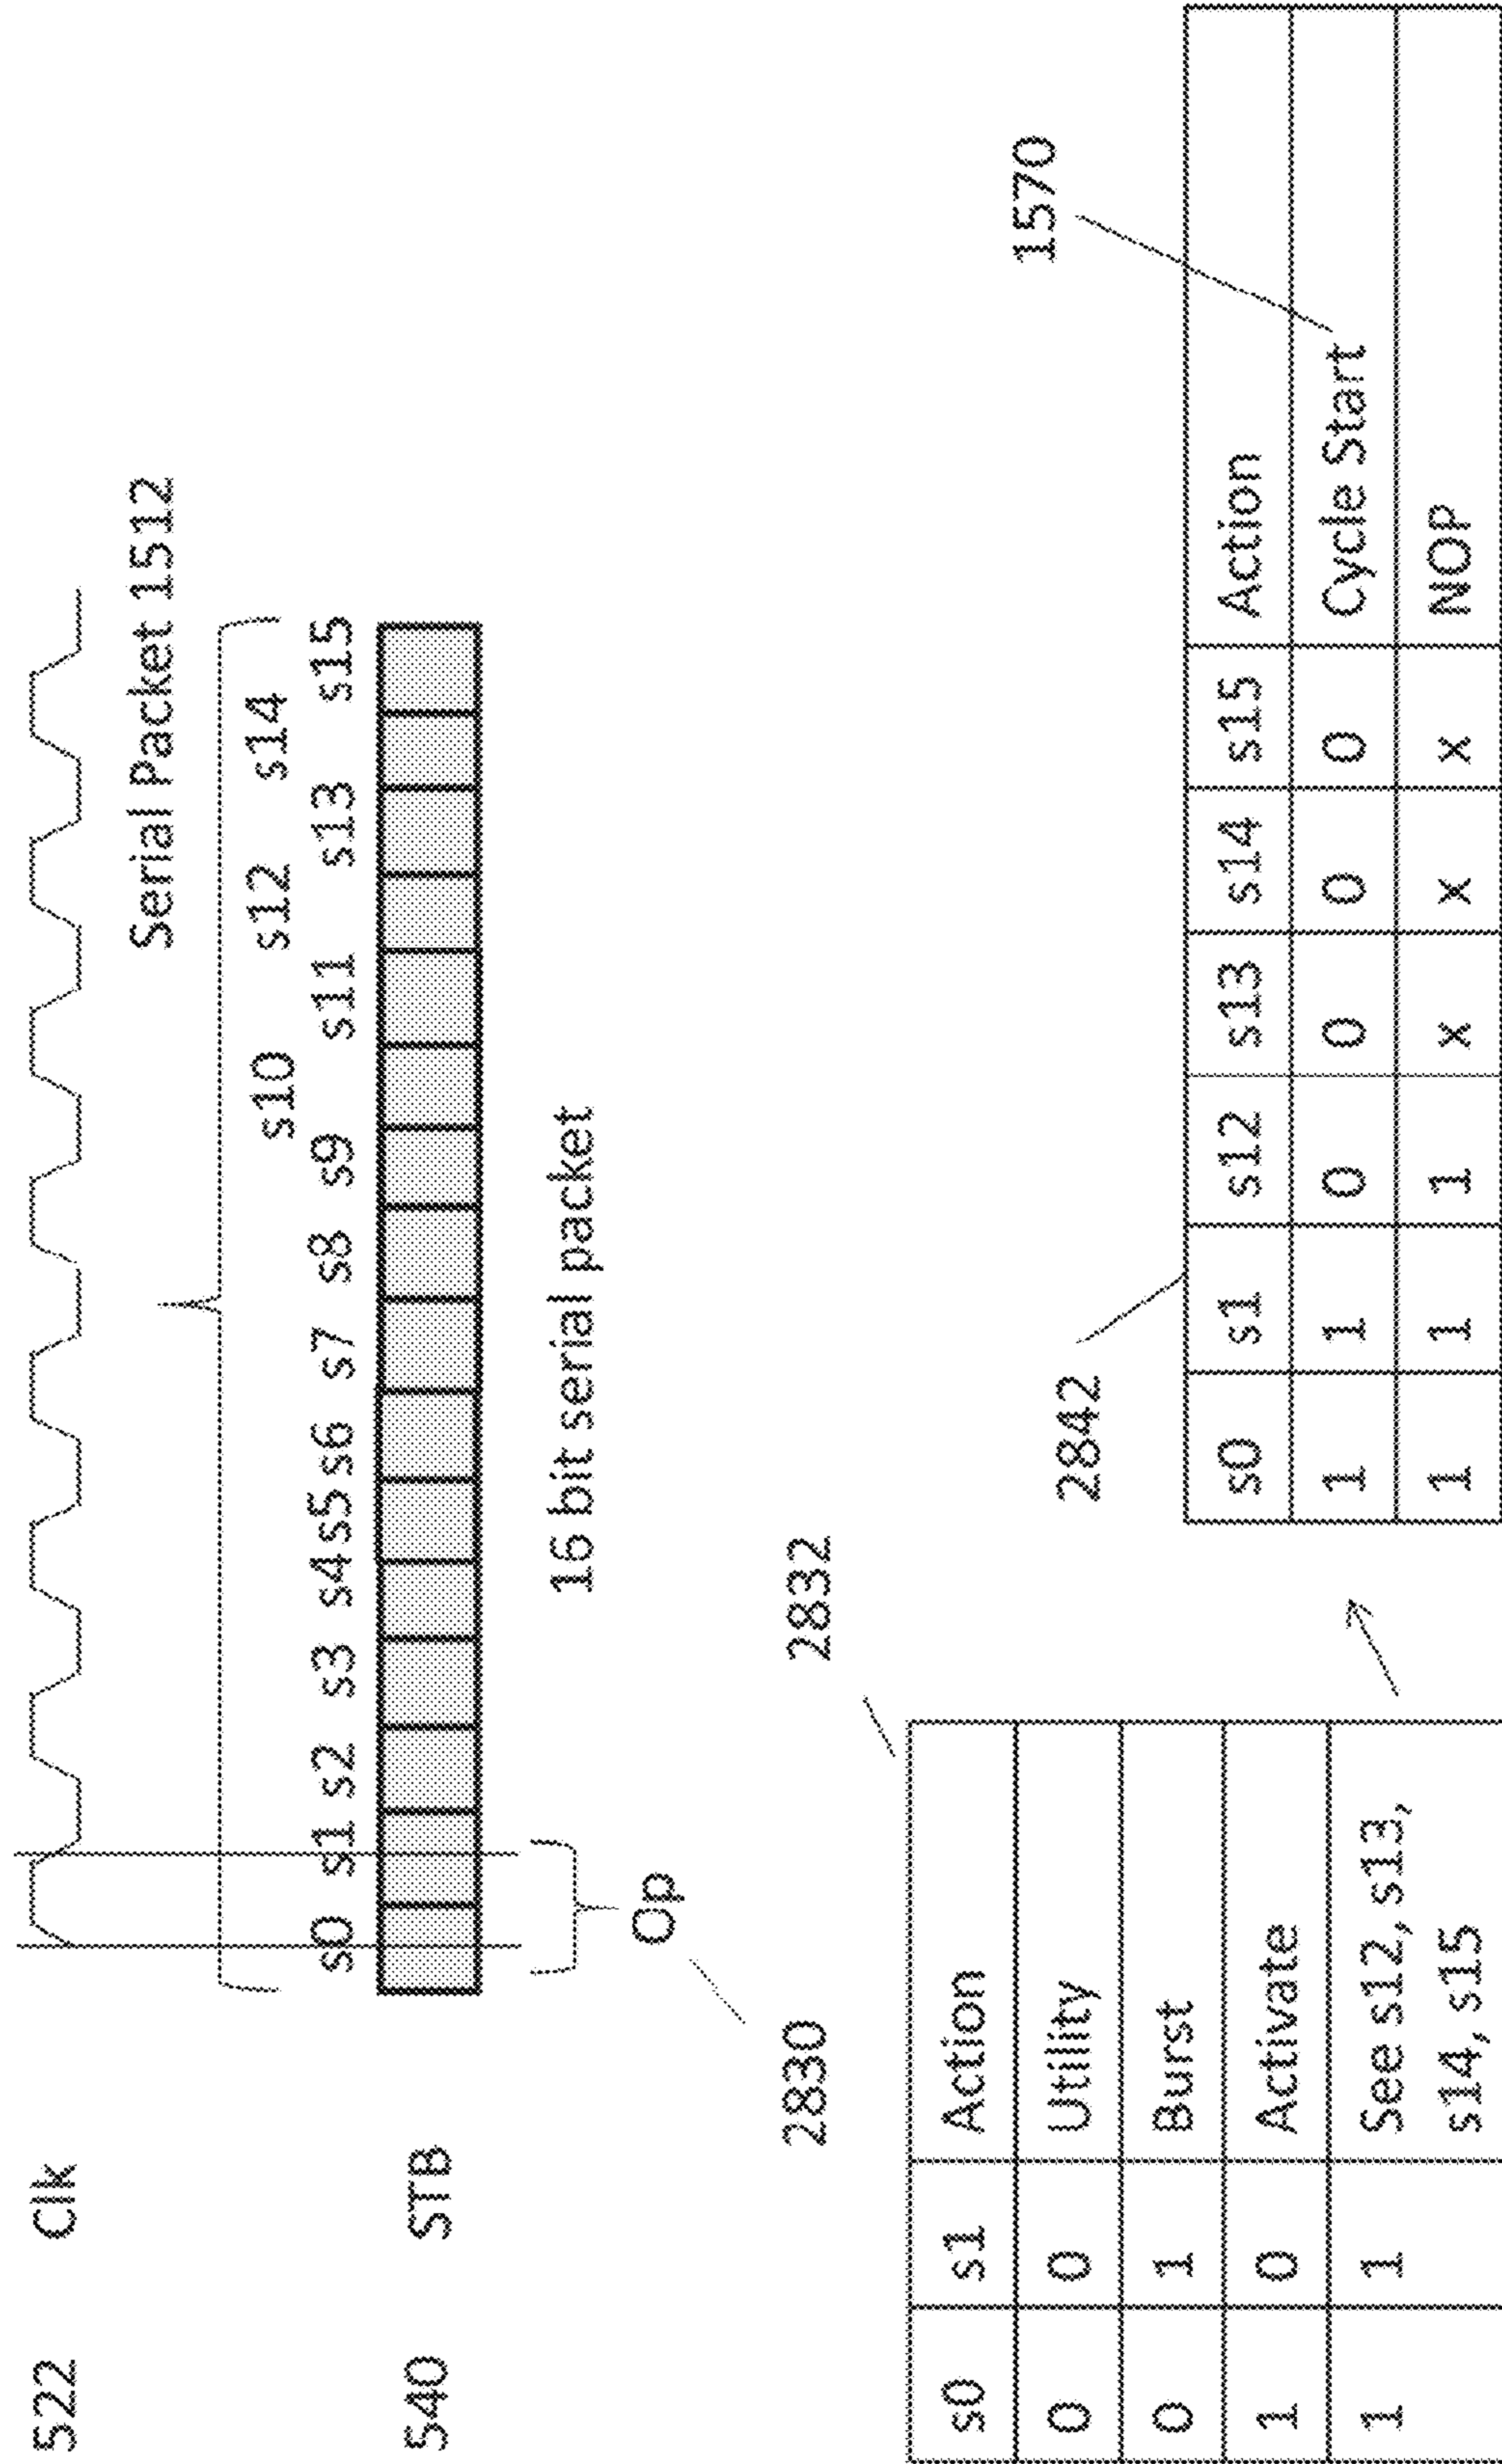 522 Clk
Serial Packet 1512
s10 s12 s14
s0 s1 s2 s3 s4 s5 s6 s7 s8 s9 s11 s13 s15
540 STB
16 bit serial packet
Op
2830
2832
s0 s1 Action
0 0 Utility
0 1 Burst
1 0 Activate
1 1 See s12, s13,
s14, s15
1570
2842
s0 s1 s12 s13 s14 s15 Action
1 1 0 0 0 0 Cycle Start
1 1 1 x x x NOP